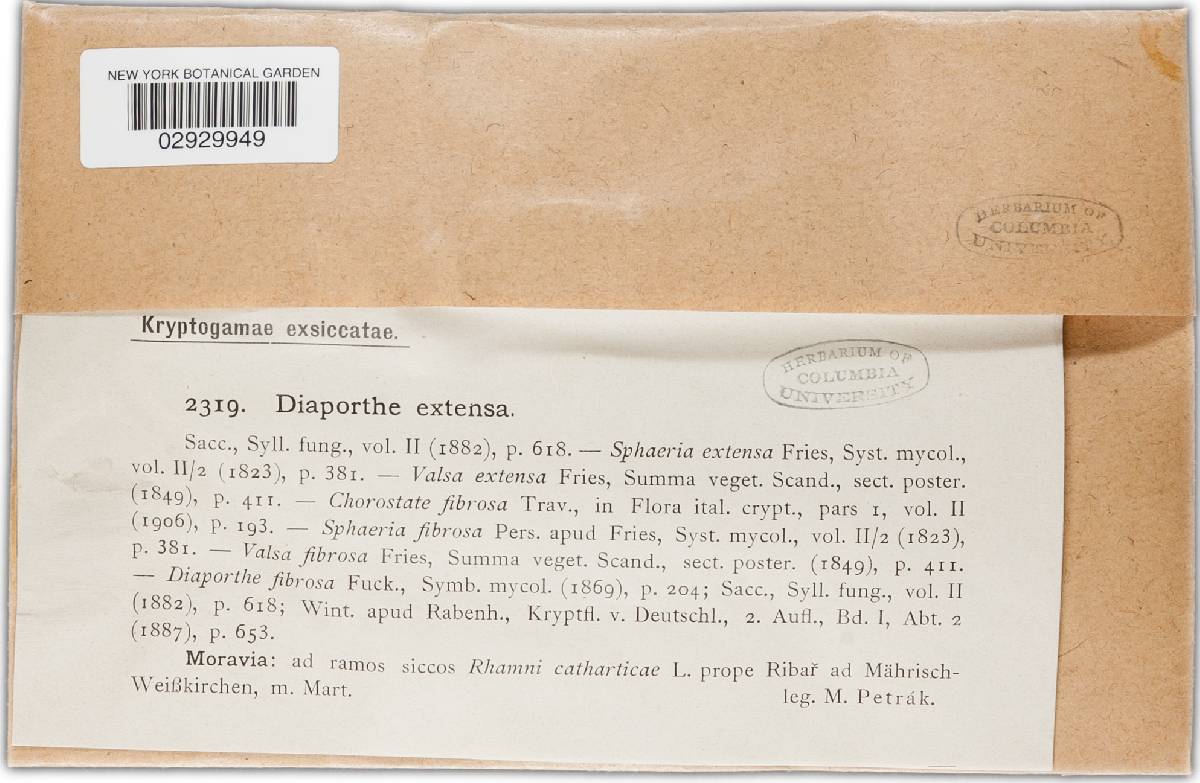 NEW YORK BOTANICAL GARDEN
02929949
HERBARIUM OF
COLUMBIA
UNIVERSITY
Kryptogamae exsiccatae.
HERBARIUM OF
COLUMBIA
UNIVERSITY
2319. Diaporthe extensa.
Sacc., Syll. fung., vol. II (1882), p. 618. — Sphaeria extensa Fries, Syst. mycol.,
vol. II/2 (1823), p. 381. — Valsa extensa Fries, Summa veget. Scand., sect. poster.
(1849), p. 411. — Chorostate fibrosa Trav., in Flora ital. crypt., pars 1, vol. II
(1906), p. 193. — Sphaeria fibrosa Pers. apud Fries, Syst. mycol., vol. II/2 (1823),
p. 381. — Valsa fibrosa Fries, Summa veget. Scand., sect. poster. (1849), p. 411.
— Diaporthe fibrosa Fuck., Symb. mycol. (1869), p. 204; Sacc., Syll. fung., vol. II
(1882), p. 618; Wint. apud Rabenh., Kryptfl. v. Deutschl., 2. Aufl., Bd. I, Abt. 2
(1887), p. 653.
Moravia: ad ramos siccos Rhamni catharticae L. prope Ribař ad Mährisch-
Weißkirchen, m. Mart. leg. M. Petrák.